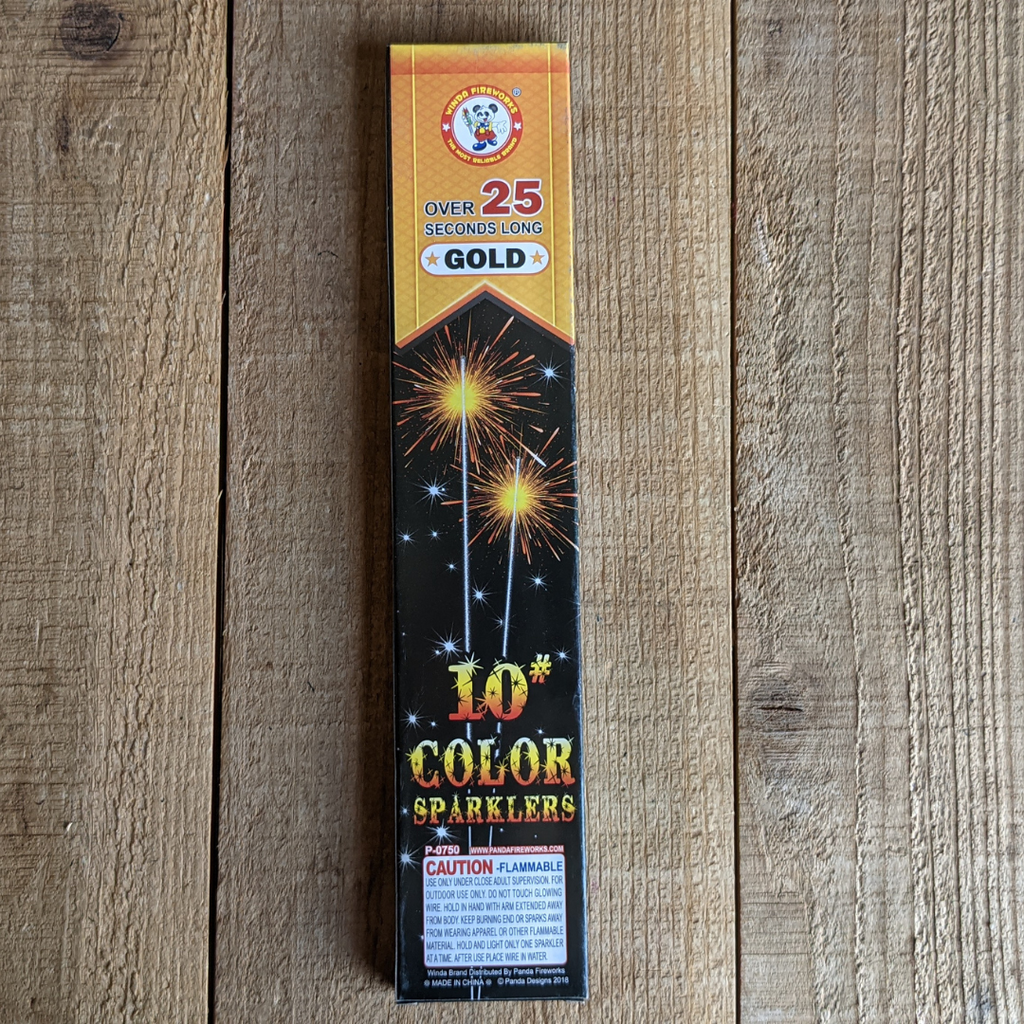 WINDA FIREWORKS ®
THE MOST RELIABLE BRAND
OVER 25
SECONDS LONG
GOLD
10#
COLOR
SPARKLERS
P-0750 WWW.PANDAFIREWORKS.COM
CAUTION -FLAMMABLE
USE ONLY UNDER CLOSE ADULT SUPERVISION. FOR
OUTDOOR USE ONLY. DO NOT TOUCH GLOWING
WIRE. HOLD IN HAND WITH ARM EXTENDED AWAY
FROM BODY. KEEP BURNING END OR SPARKS AWAY
FROM WEARING APPAREL OR OTHER FLAMMABLE
MATERIAL. HOLD AND LIGHT ONLY ONE SPARKLER
AT A TIME. AFTER USE PLACE WIRE IN WATER.
Winda Brand Distributed By Panda Fireworks
MADE IN CHINA © Panda Designs 2018